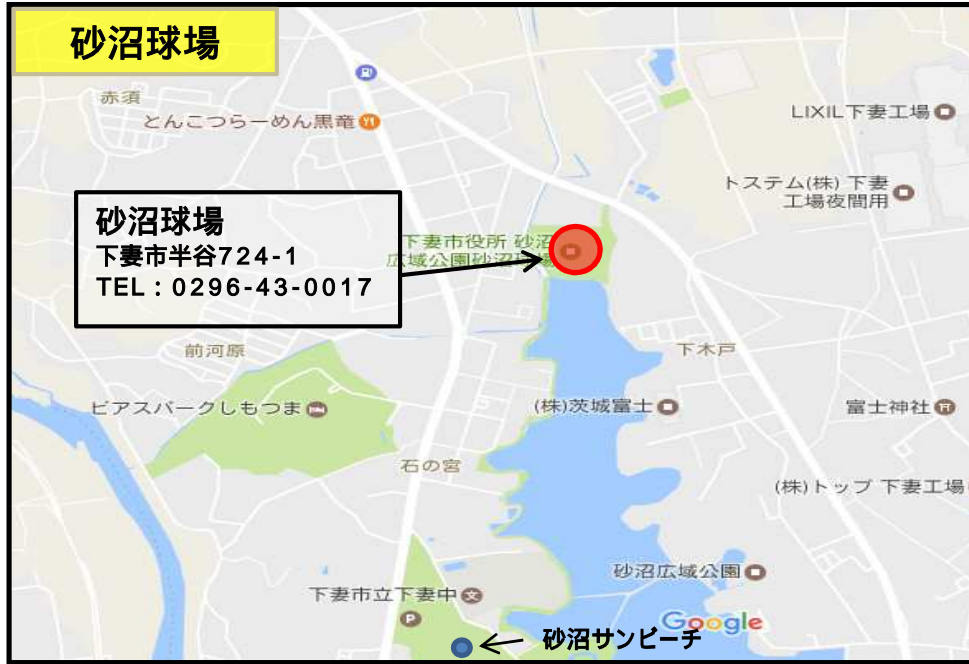 砂沼球場
赤須
とんこつらーめん黒竜
LIXIL下妻工場
トステム(株) 下妻
工場夜間用
砂沼球場
下妻市半谷724-1
TEL：0296-43-0017
下妻市役所 砂沼
広域公園砂沼
前河原
下木戸
ビアスパークしもつま
(株)茨城富士
富士神社
石の宮
(株)トップ 下妻工場
砂沼広域公園
下妻市立下妻中
文
P
Google
砂沼サンビーチ